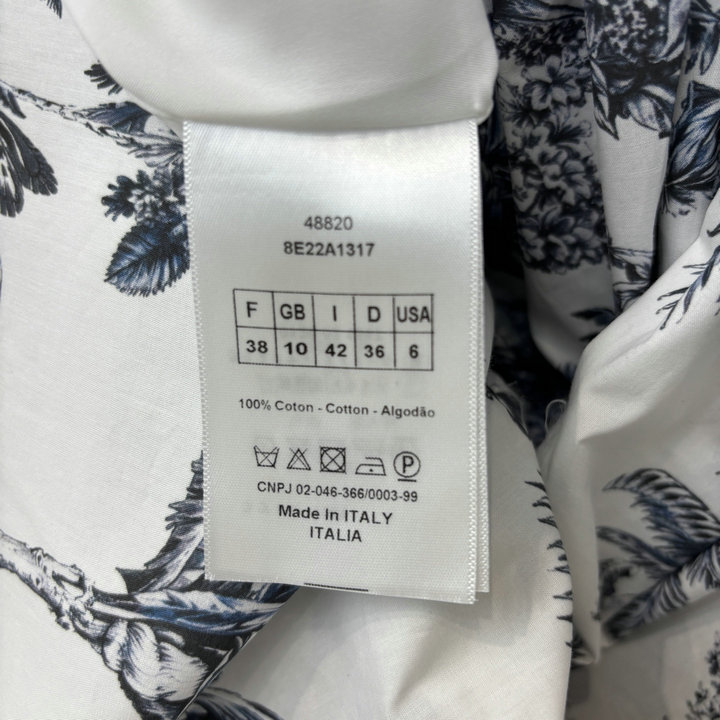 48820
8E22A1317
F GB I D USA
38 10 42 36 6
100% Coton - Cotton - Algodão
P
CNPJ 02-046-366/0003-99
Made in ITALY
ITALIA